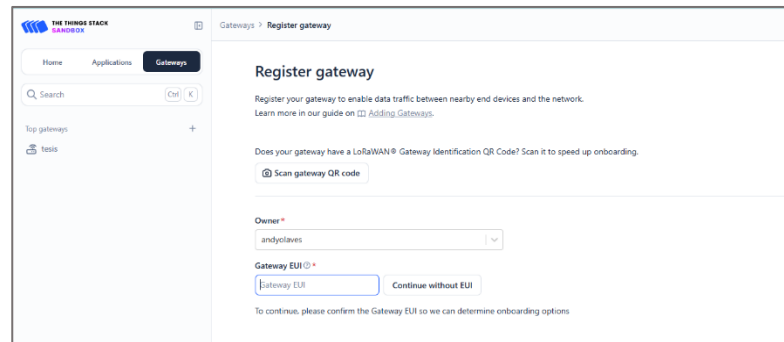 THE THINGS STACK
SANDBOX
Home Applications Gateways
Search Ctrl K
Top gateways +
tesis
Gateways > Register gateway
Register gateway
Register your gateway to enable data traffic between nearby end devices and the network.
Learn more in our guide on Adding Gateways.
Does your gateway have a LoRaWAN® Gateway Identification QR Code? Scan it to speed up onboarding.
Scan gateway QR code
Owner*
andyolaves
Gateway EUI ? *
Gateway EUI Continue without EUI
To continue, please confirm the Gateway EUI so we can determine onboarding options